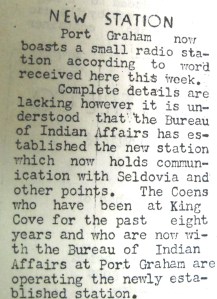 NEW STATION
Port Graham now
boasts a small radio sta-
tion according to word
received here this week.
Complete details are
lacking however it is un-
derstood that the Bureau
of Indian Affairs has es-
tablished the new station
which now holds commun-
ication with Seldovia and
other points. The Coens
who have been at King
Cove for the past eight
years and who are now wi-
th the Bureau of Indian
Affairs at Port Graham are
operating the newly esta-
blished station.